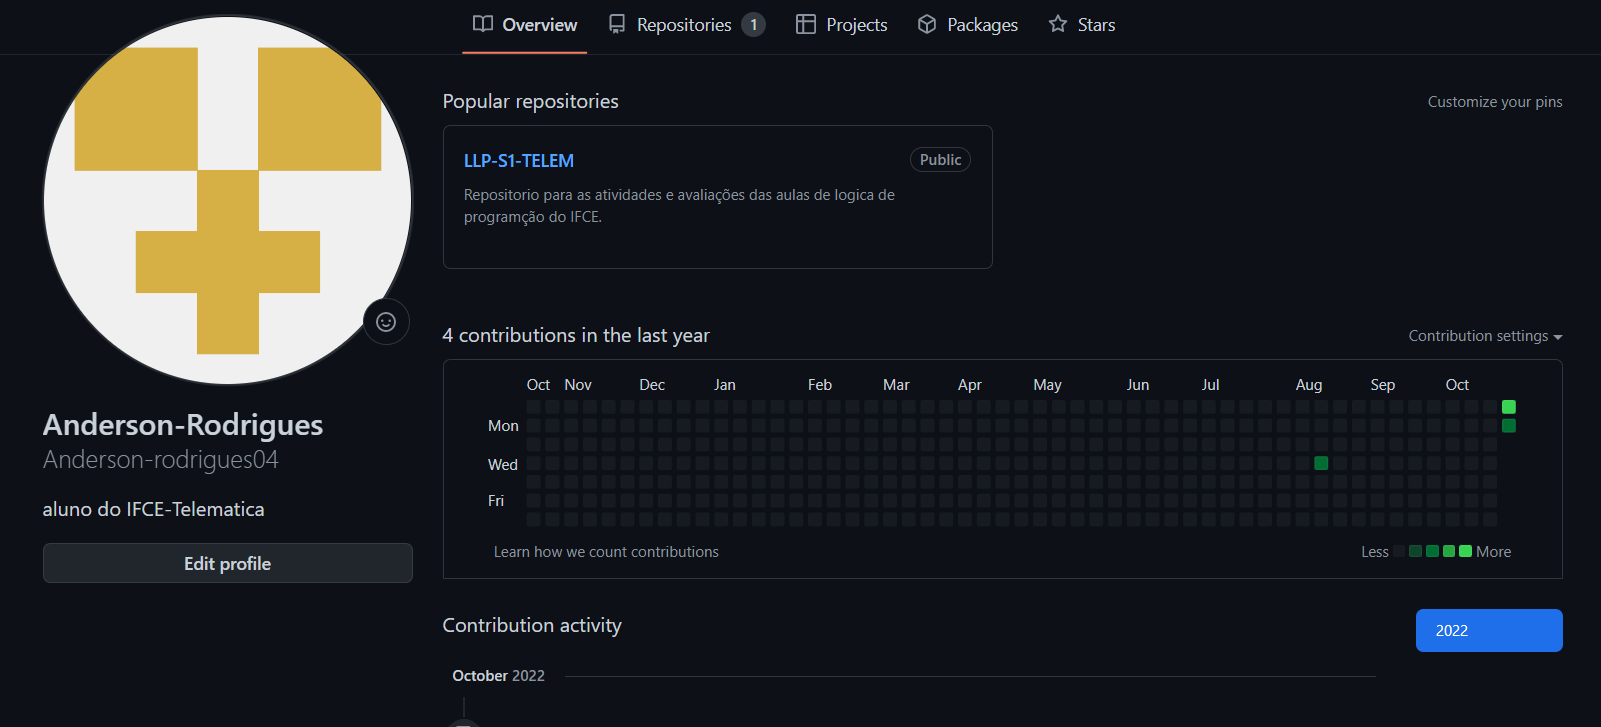 Overview Repositories 1 Projects Packages Stars
Popular repositories
Customize your pins
LLP-S1-TELEM
Public
Repositorio para as atividades e avaliações das aulas de logica de
programção do IFCE.
4 contributions in the last year
Contribution settings
Oct Nov Dec Jan Feb Mar Apr May Jun Jul Aug Sep Oct
Mon
Wed
Fri
Learn how we count contributions
Less More
Anderson-Rodrigues
Anderson-rodrigues04
aluno do IFCE-Telematica
Edit profile
Contribution activity
2022
October 2022